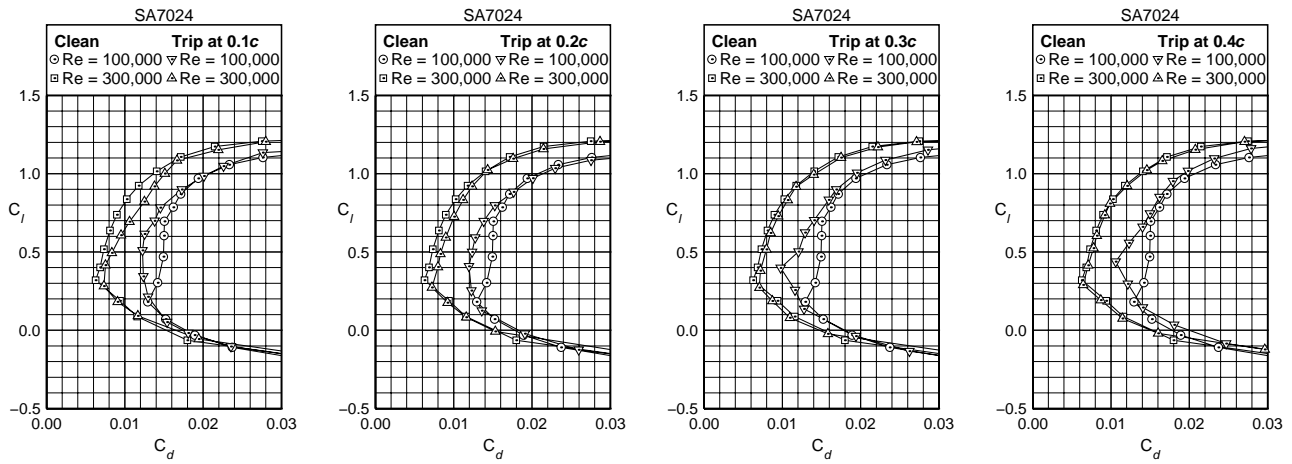 SA7024
Clean Trip at 0.1c
Re = 100,000 Re = 100,000
Re = 300,000 Re = 300,000
1.5
1.0
C_l
0.5
0.0
−0.5
0.00 0.01 0.02 0.03
C_d
SA7024
Clean Trip at 0.2c
Re = 100,000 Re = 100,000
Re = 300,000 Re = 300,000
1.5
1.0
C_l
0.5
0.0
−0.5
0.00 0.01 0.02 0.03
C_d
SA7024
Clean Trip at 0.3c
Re = 100,000 Re = 100,000
Re = 300,000 Re = 300,000
1.5
1.0
C_l
0.5
0.0
−0.5
0.00 0.01 0.02 0.03
C_d
SA7024
Clean Trip at 0.4c
Re = 100,000 Re = 100,000
Re = 300,000 Re = 300,000
1.5
1.0
C_l
0.5
0.0
−0.5
0.00 0.01 0.02 0.03
C_d